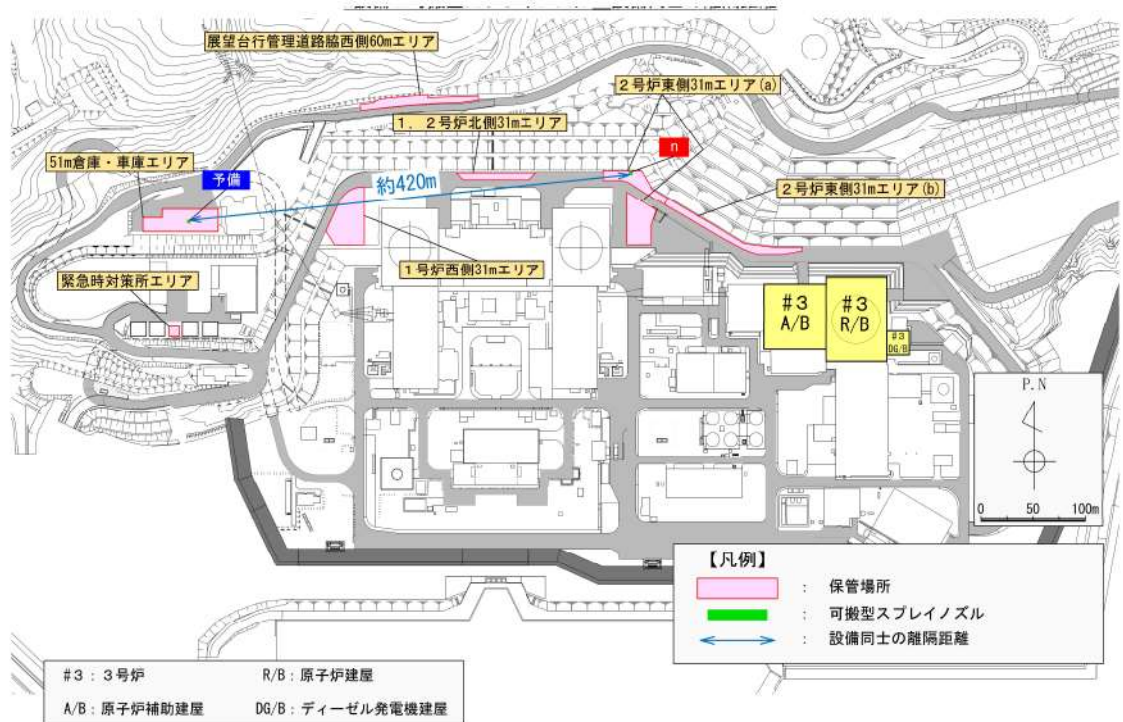 展望台行管理道路脇西側60mエリア
2号炉東側31mエリア(a)
1、2号炉北側31mエリア
n
51m倉庫・車庫エリア
予備
約420m
2号炉東側31mエリア(b)
1号炉西側31mエリア
緊急時対策所エリア
#3
A/B
#3
R/B
#3
DG/B
P.N
0 50 100m
【凡例】
: 保管場所
: 可搬型スプレイノズル
: 設備同士の離隔距離
#3:3号炉 R/B:原子炉建屋
A/B:原子炉補助建屋 DG/B:ディーゼル発電機建屋